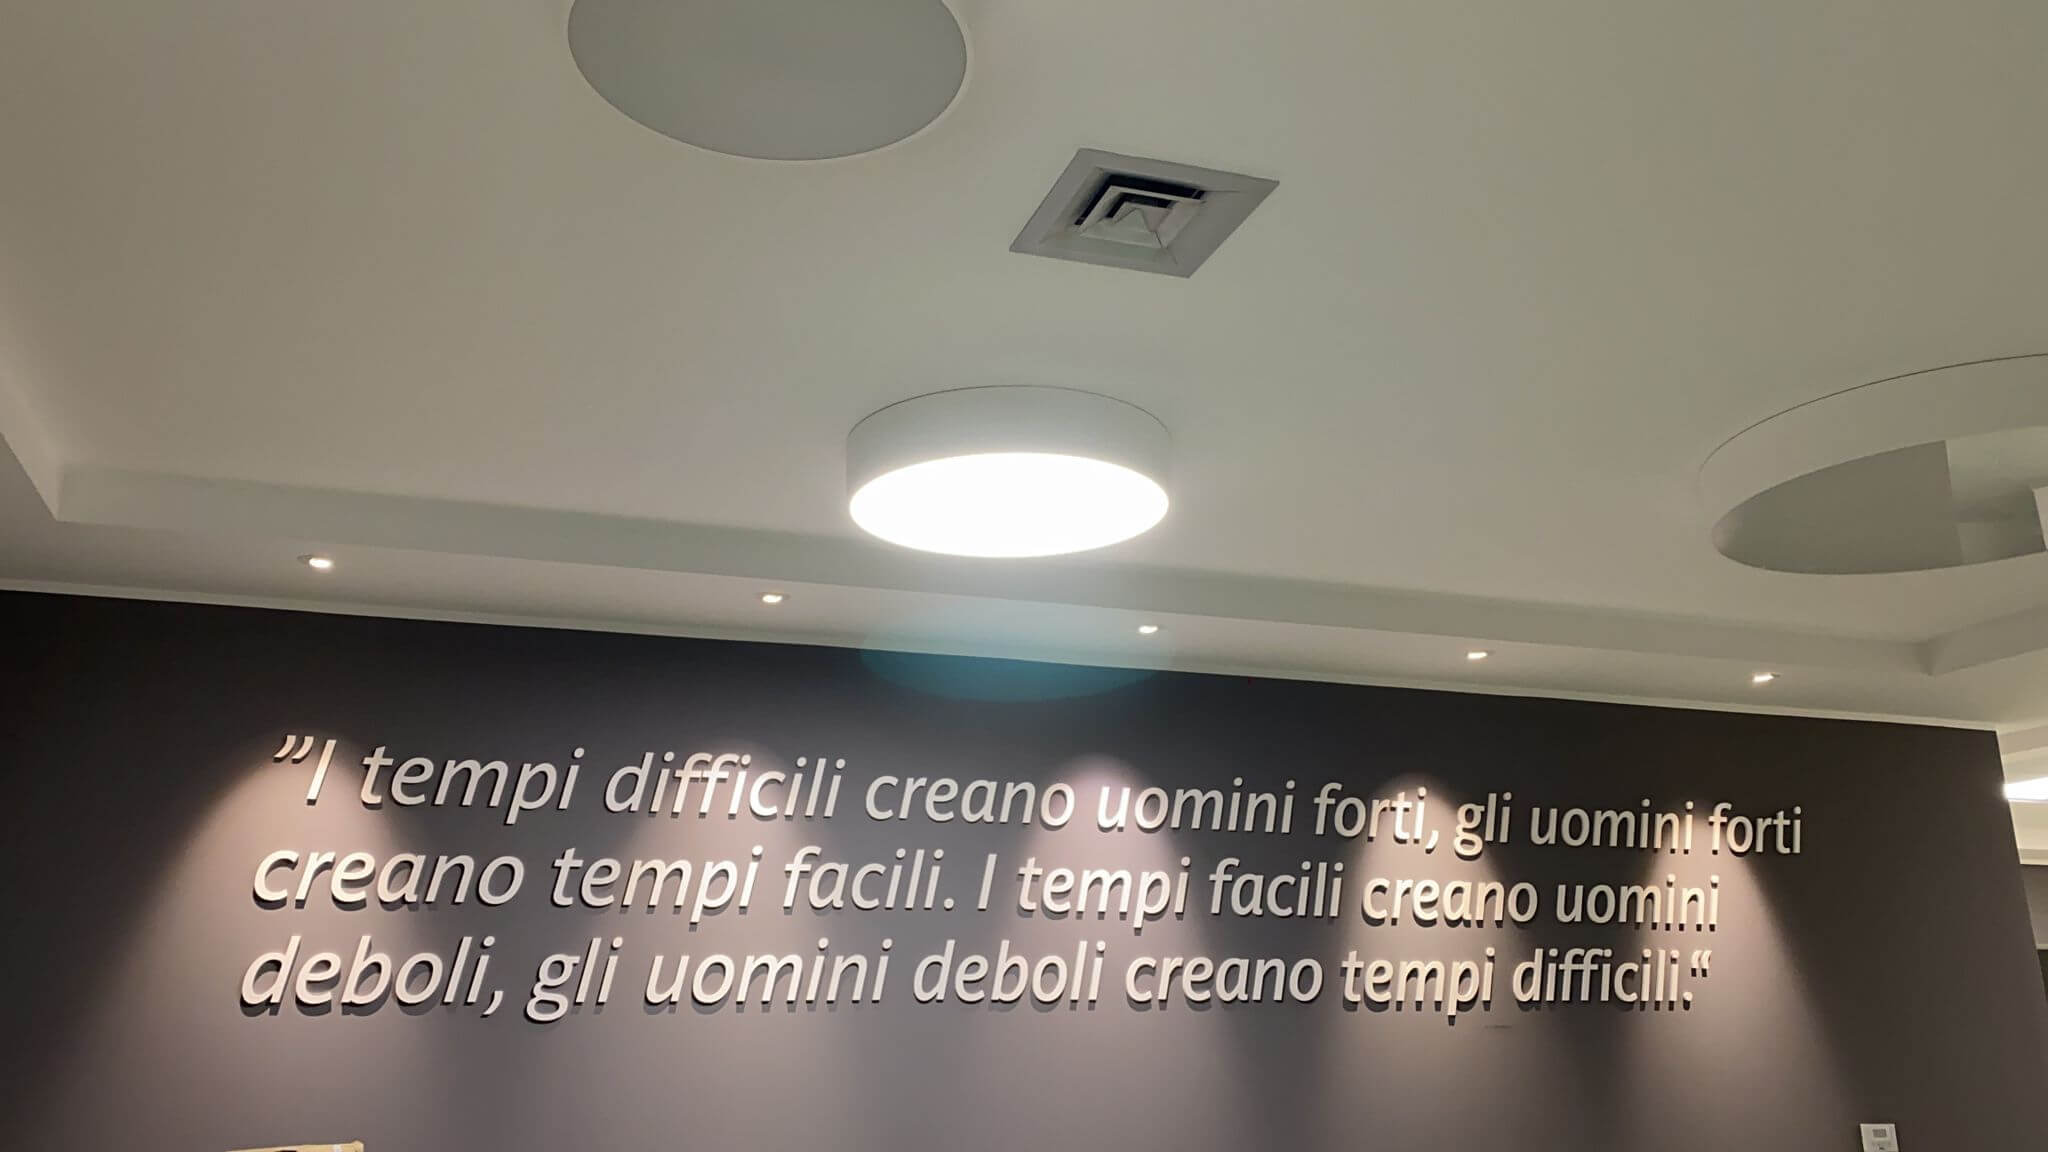 ”I tempi difficili creano uomini forti, gli uomini forti
creano tempi facili. I tempi facili creano uomini
deboli, gli uomini deboli creano tempi difficili.“